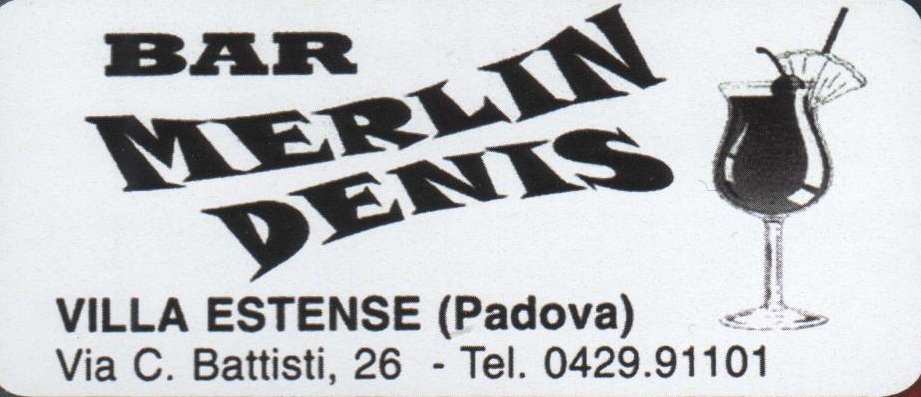 BAR
MERLIN
DENIS
VILLA ESTENSE (Padova)
Via C. Battisti, 26 - Tel. 0429.91101